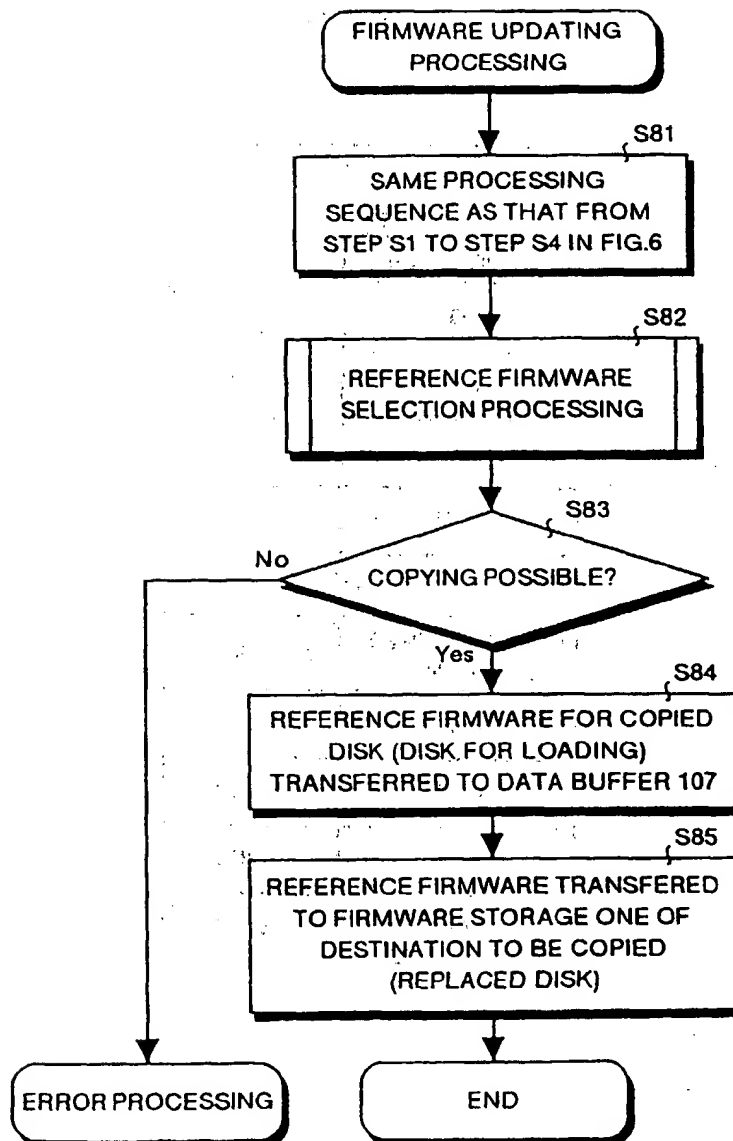 FIRMWARE UPDATING
PROCESSING
S81
SAME PROCESSING
SEQUENCE AS THAT FROM
STEP S1 TO STEP S4 IN FIG.6
S82
REFERENCE FIRMWARE
SELECTION PROCESSING
S83
No
COPYING POSSIBLE?
Yes
S84
REFERENCE FIRMWARE FOR COPIED
DISK (DISK FOR LOADING)
TRANSFERRED TO DATA BUFFER 107
S85
REFERENCE FIRMWARE TRANSFERED
TO FIRMWARE STORAGE ONE OF
DESTINATION TO BE COPIED
(REPLACED DISK)
ERROR PROCESSING
END